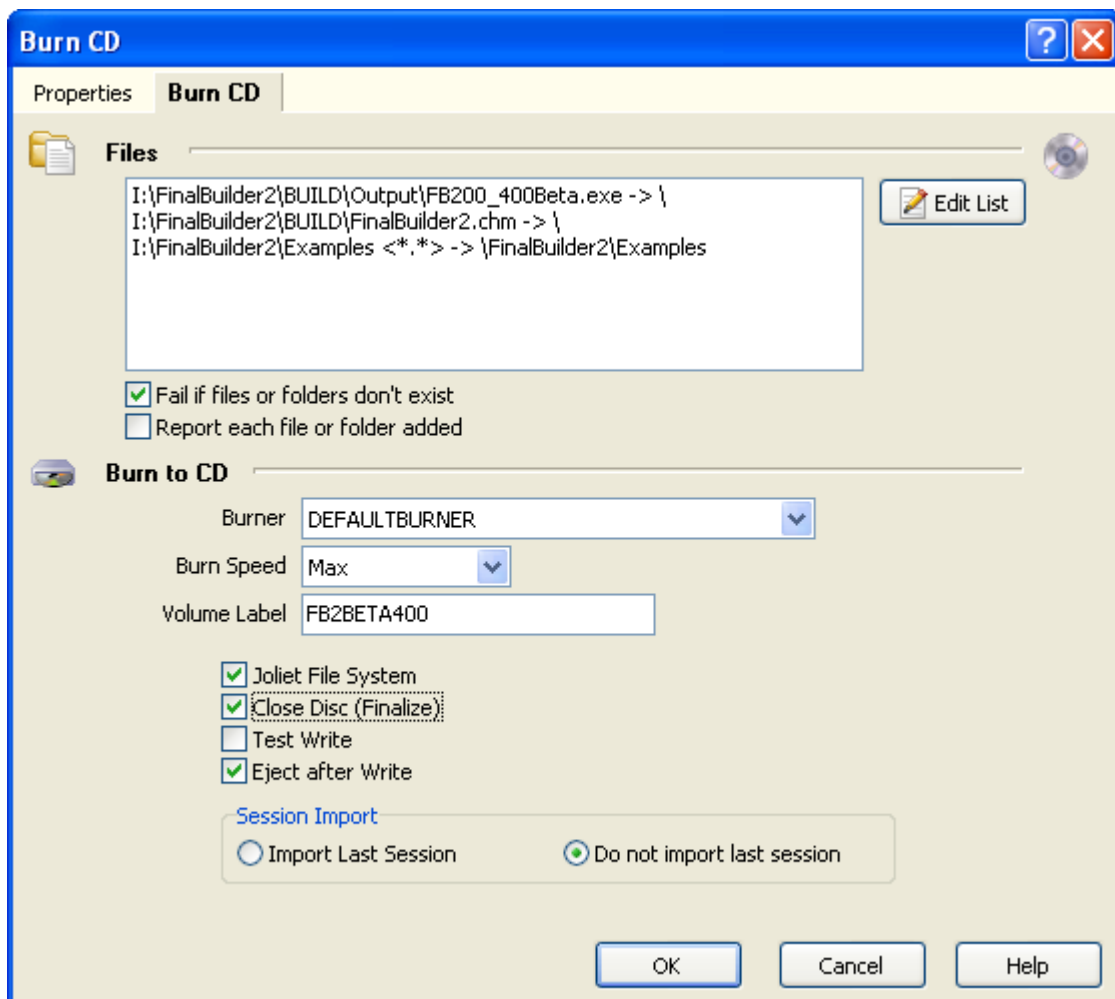 Burn CD
Properties Burn CD
Files
I:\FinalBuilder2\BUILD\Output\FB200_400Beta.exe -> \
I:\FinalBuilder2\BUILD\FinalBuilder2.chm -> \
I:\FinalBuilder2\Examples <*.*> -> \FinalBuilder2\Examples
Edit List
Fail if files or folders don't exist
Report each file or folder added
Burn to CD
Burner DEFAULTBURNER
Burn Speed Max
Volume Label FB2BETA400
Joliet File System
Close Disc (Finalize)
Test Write
Eject after Write
Session Import
Import Last Session Do not import last session
OK Cancel Help